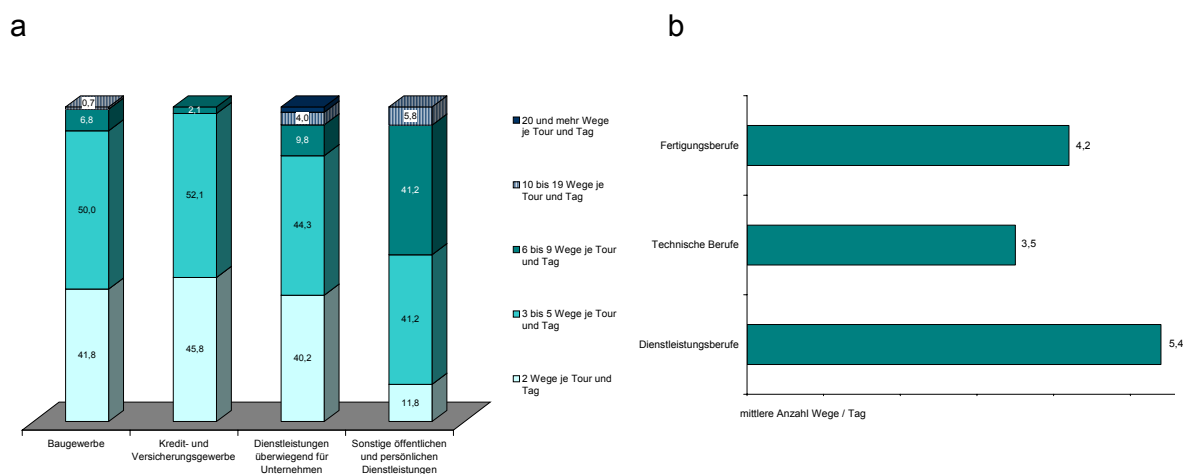 a
0,7
6,8
50,0
41,8
2,1
52,1
45,8
4,0
9,8
44,3
40,2
5,8
41,2
41,2
11,8
Baugewerbe
Kredit- und
Versicherungsgewerbe
Dienstleistungen
überwiegend für
Unternehmen
Sonstige öffentlichen
und persönlichen
Dienstleistungen
20 und mehr Wege
je Tour und Tag
10 bis 19 Wege je
Tour und Tag
6 bis 9 Wege je Tour
und Tag
3 bis 5 Wege je Tour
und Tag
2 Wege je Tour und
Tag
b
Fertigungsberufe
4,2
Technische Berufe
3,5
Dienstleistungsberufe
5,4
mittlere Anzahl Wege / Tag